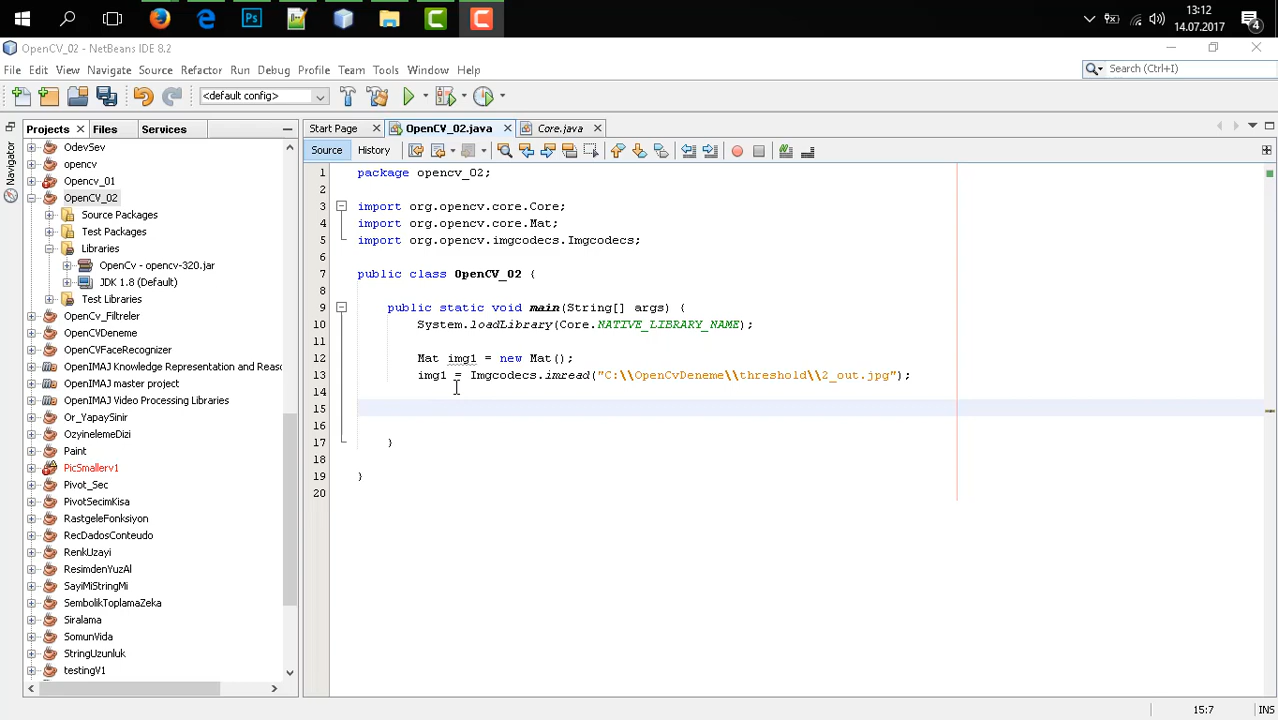 13:12
14.07.2017
4
Ps
OpenCV_02 - NetBeans IDE 8.2
File Edit View Navigate Source Refactor Run Debug Profile Team Tools Window Help
Search (Ctrl+I)
<default config>
Projects Files Services
Start Page OpenCV_02.java Core.java
Navigator
Source History
OdevSev
opencv
Opencv_01
OpenCV_02
Source Packages
Test Packages
Libraries
OpenCv - opencv-320.jar
JDK 1.8 (Default)
Test Libraries
OpenCv_Filtreler
OpenCVDeneme
OpenCVFaceRecognizer
OpenIMAJ Knowledge Representation and Reaso
OpenIMAJ master project
OpenIMAJ Video Processing Libraries
Or_YapaySinir
OzyinelemeDizi
Paint
PicSmallerv1
Pivot_Sec
PivotSecimKisa
RastgeleFonksiyon
RecDadosConteudo
RenkUzayi
ResimdenYuzAl
SayiMiStringMi
SembolikToplamaZeka
Siralama
SomunVida
StringUzunluk
testingV1
1 package opencv_02;
2
3 import org.opencv.core.Core;
4 import org.opencv.core.Mat;
5 import org.opencv.imgcodecs.Imgcodecs;
6
7 public class OpenCV_02 {
8
9 public static void main(String[] args) {
10 System.loadLibrary(Core.NATIVE_LIBRARY_NAME);
11
12 Mat img1 = new Mat();
13 img1 = Imgcodecs.imread("C:\\OpenCvDeneme\\threshold\\2_out.jpg");
14
15
16
17 }
18
19 }
20
15:7 INS